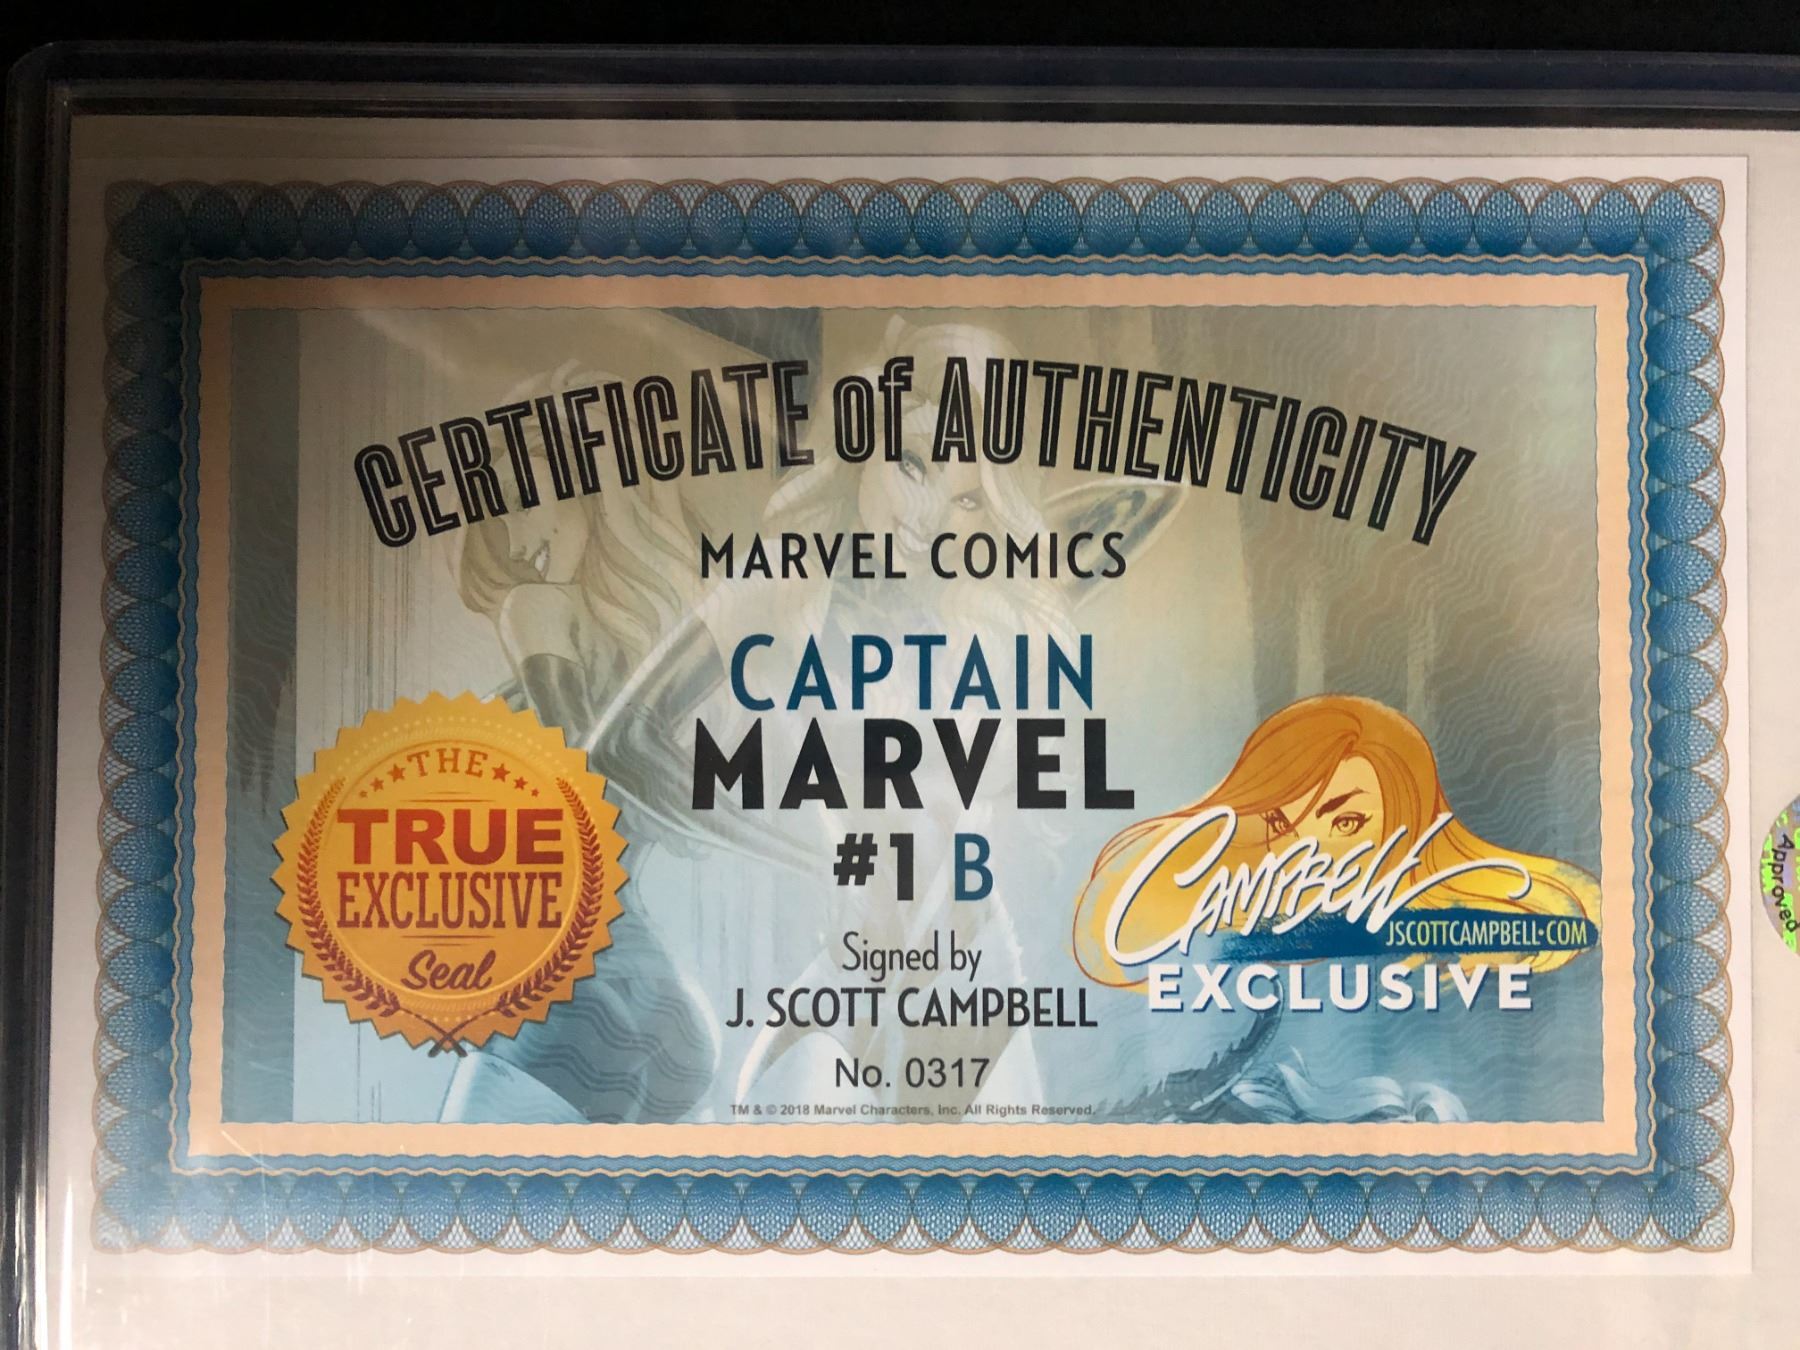 CERTIFICATE of AUTHENTICITY
MARVEL COMICS
CAPTAIN
MARVEL
#1 B
Signed by
J. SCOTT CAMPBELL
No. 0317
TM & © 2018 Marvel Characters, Inc. All Rights Reserved.
THE
TRUE
EXCLUSIVE
Seal
CAMPBELL
JSCOTTCAMPBELL.COM
EXCLUSIVE
Approved